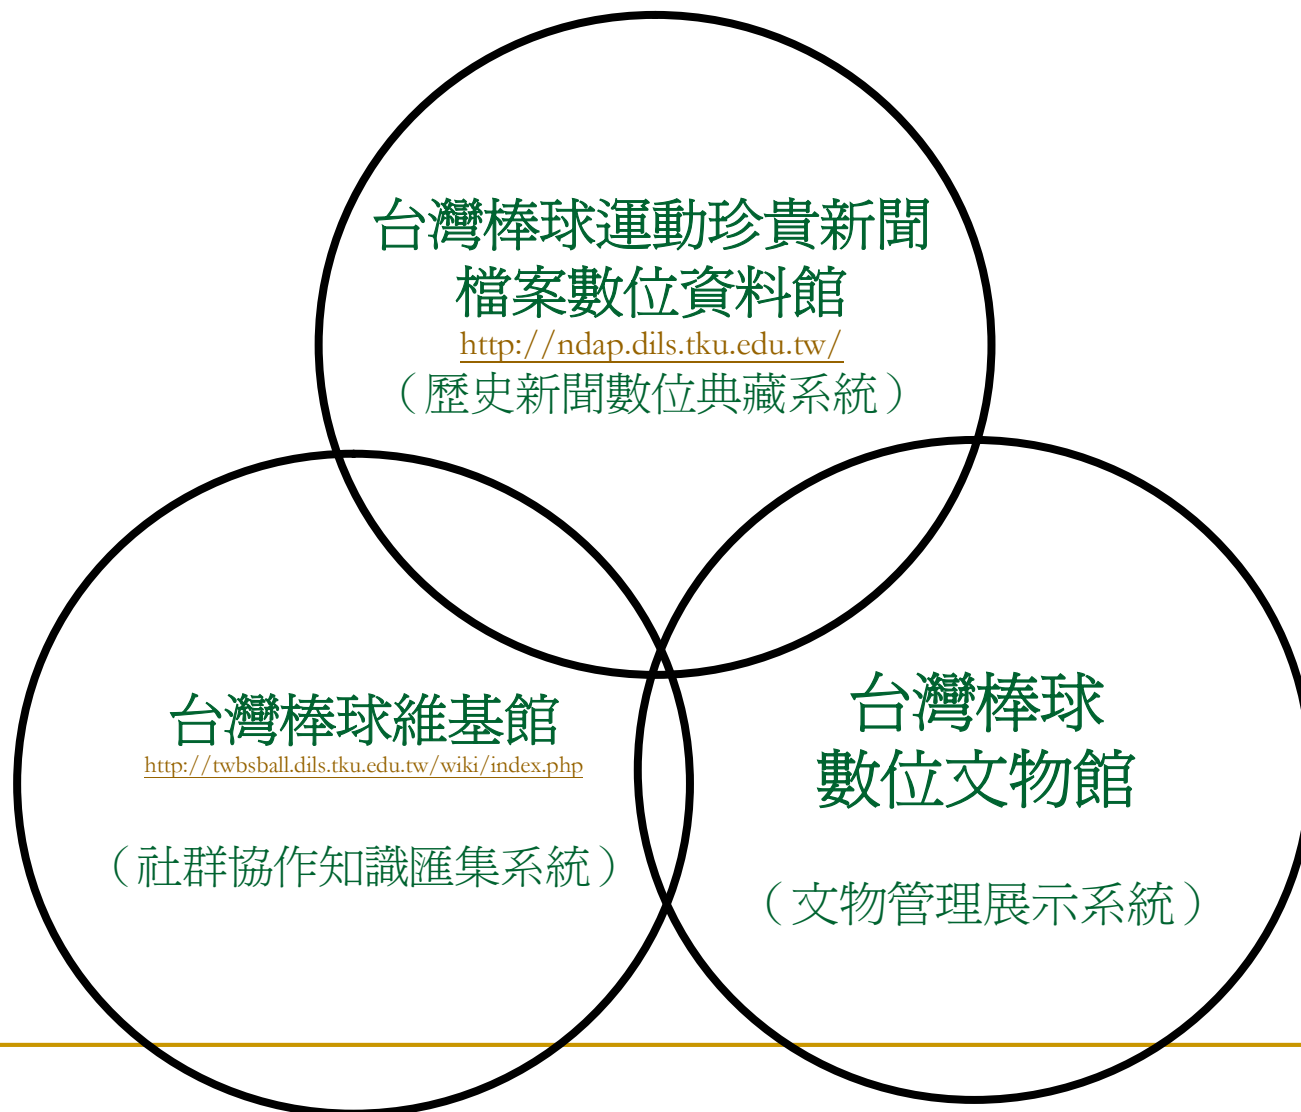 台灣棒球運動珍貴新聞
檔案數位資料館
http://ndap.dils.tku.edu.tw/
（歷史新聞數位典藏系統）
台灣棒球維基館
http://twbsball.dils.tku.edu.tw/wiki/index.php
（社群協作知識匯集系統）
台灣棒球
數位文物館
（文物管理展示系統）